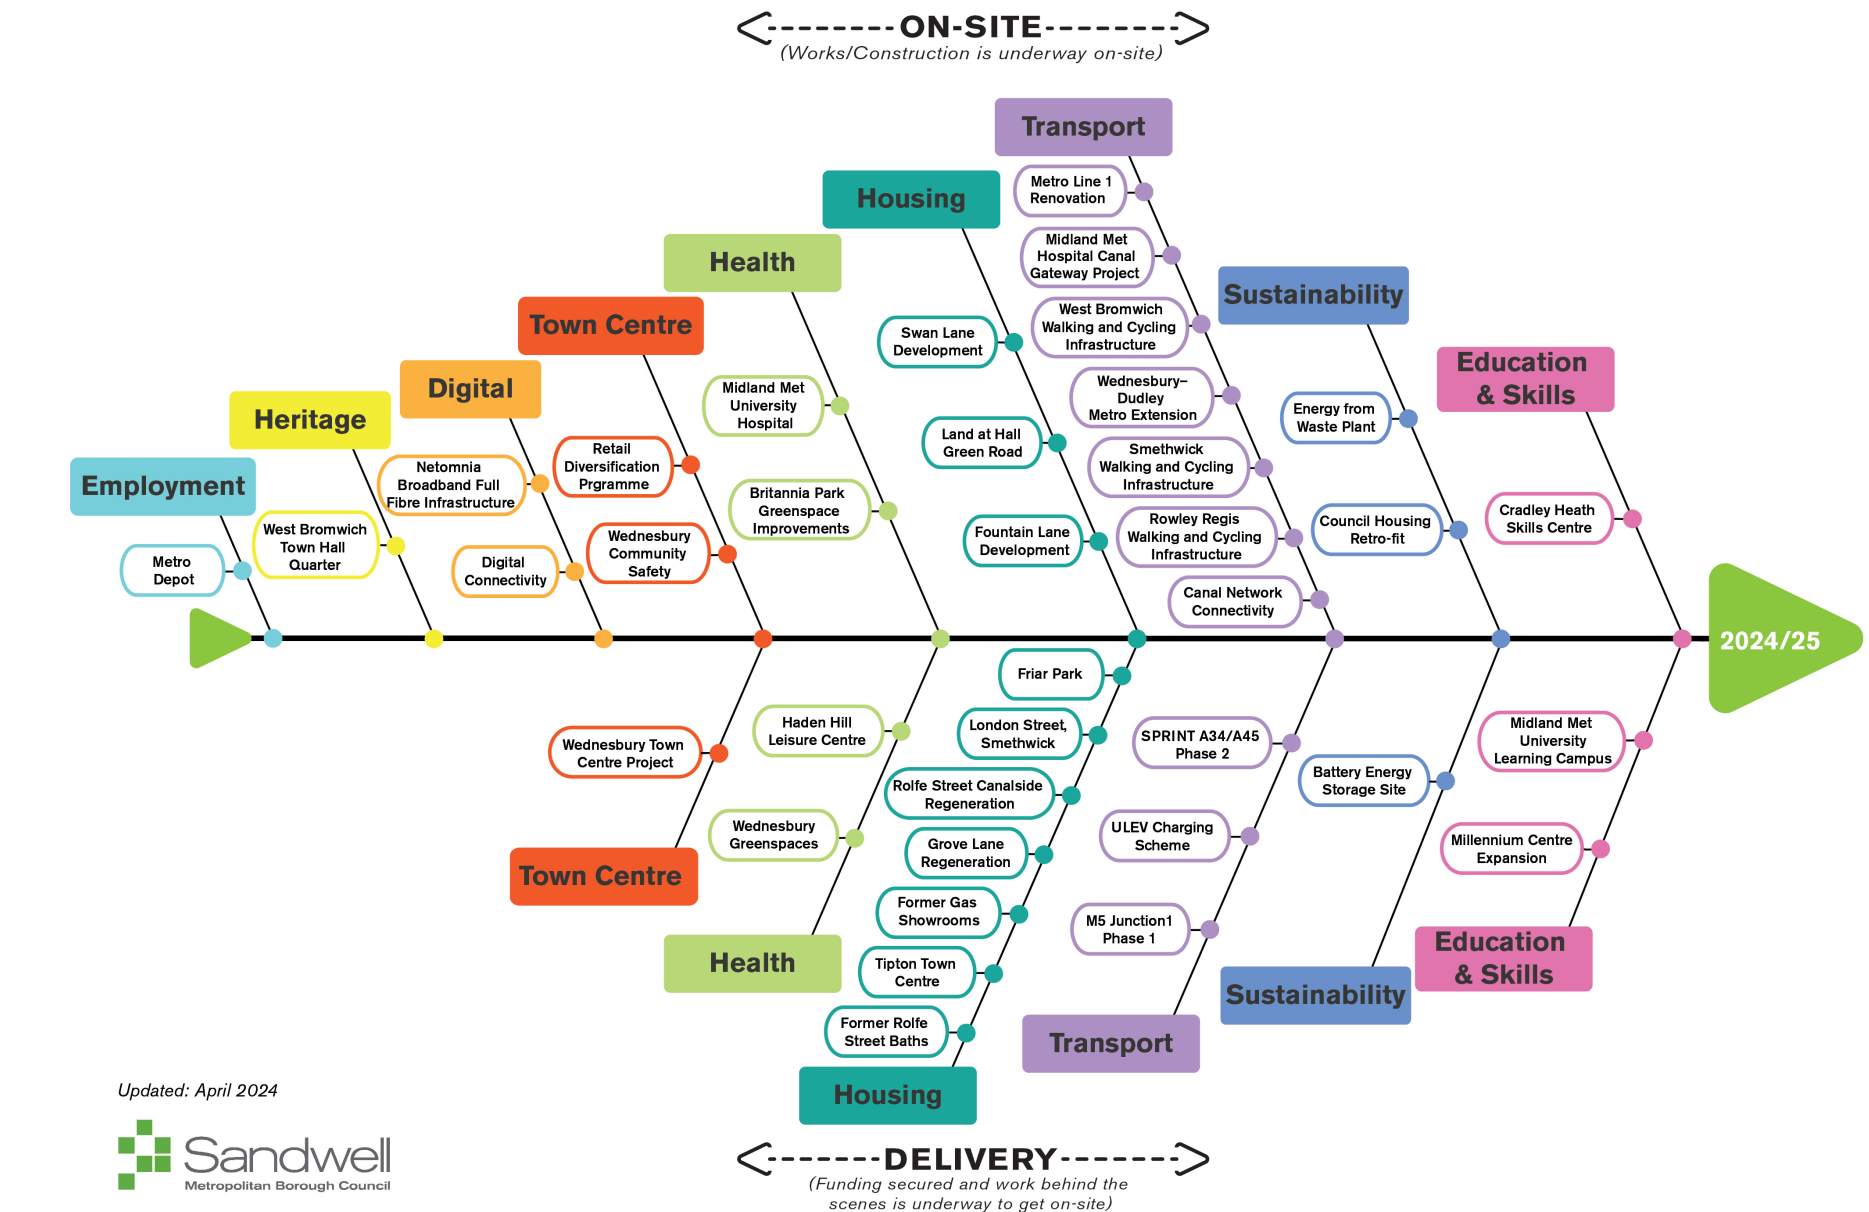 ON-SITE
(Works/Construction is underway on-site)
Transport
Metro Line 1
Renovation
Midland Met
Hospital Canal
Gateway Project
West Bromwich
Walking and Cycling
Infrastructure
Wednesbury–
Dudley
Metro Extension
Smethwick
Walking and Cycling
Infrastructure
Rowley Regis
Walking and Cycling
Infrastructure
Canal Network
Connectivity
Housing
Swan Lane
Development
Land at Hall
Green Road
Fountain Lane
Development
Health
Midland Met
University
Hospital
Britannia Park
Greenspace
Improvements
Town Centre
Retail
Diversification
Prgramme
Wednesbury
Community
Safety
Digital
Netomnia
Broadband Full
Fibre Infrastructure
Digital
Connectivity
Heritage
West Bromwich
Town Hall
Quarter
Employment
Metro
Depot
Sustainability
Energy from
Waste Plant
Council Housing
Retro-fit
Education
& Skills
Cradley Heath
Skills Centre
2024/25
Wednesbury Town
Centre Project
Town Centre
Haden Hill
Leisure Centre
Wednesbury
Greenspaces
Health
Friar Park
London Street,
Smethwick
Rolfe Street Canalside
Regeneration
Grove Lane
Regeneration
Former Gas
Showrooms
Tipton Town
Centre
Former Rolfe
Street Baths
Housing
SPRINT A34/A45
Phase 2
ULEV Charging
Scheme
M5 Junction1
Phase 1
Transport
Battery Energy
Storage Site
Sustainability
Midland Met
University
Learning Campus
Millennium Centre
Expansion
Education
& Skills
Updated: April 2024
Sandwell
Metropolitan Borough Council
DELIVERY
(Funding secured and work behind the
scenes is underway to get on-site)